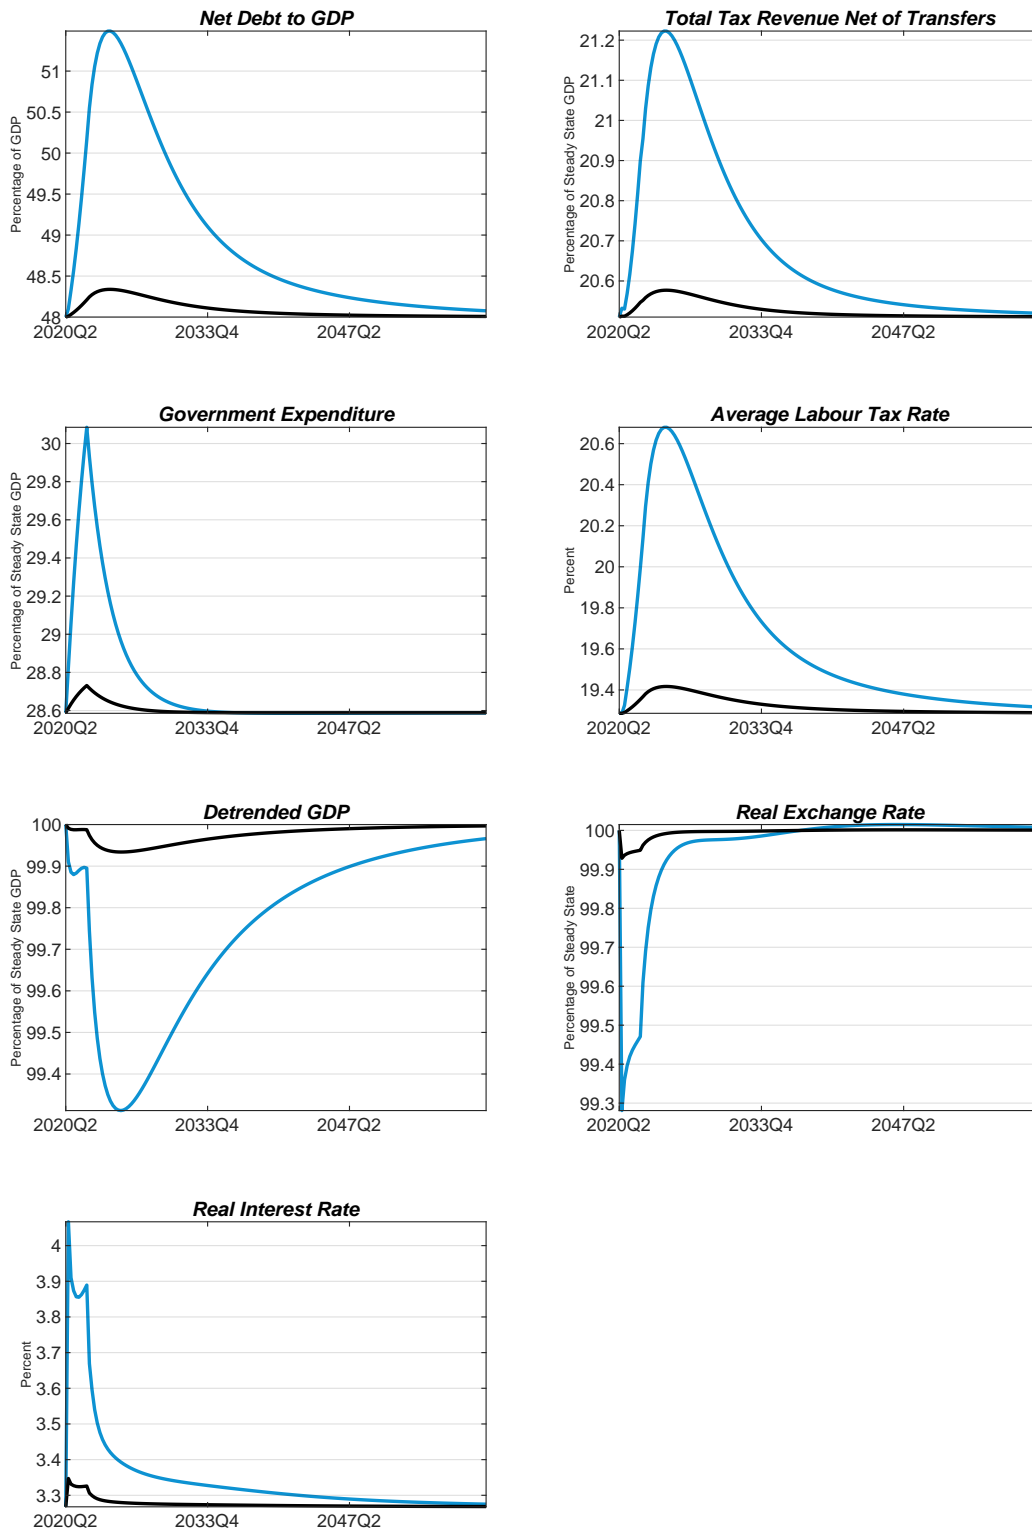 Net Debt to GDP
Percentage of GDP
51
50.5
50
49.5
49
48.5
48
2020Q2 2033Q4 2047Q2
Total Tax Revenue Net of Transfers
Percentage of Steady State GDP
21.2
21.1
21
20.9
20.8
20.7
20.6
2020Q2 2033Q4 2047Q2
Government Expenditure
Percentage of Steady State GDP
30
29.8
29.6
29.4
29.2
29
28.8
28.6
2020Q2 2033Q4 2047Q2
Average Labour Tax Rate
Percent
20.6
20.4
20.2
20
19.8
19.6
19.4
2020Q2 2033Q4 2047Q2
Detrended GDP
Percentage of Steady State GDP
100
99.9
99.8
99.7
99.6
99.5
99.4
2020Q2 2033Q4 2047Q2
Real Exchange Rate
Percentage of Steady State
100
99.9
99.8
99.7
99.6
99.5
99.4
99.3
2020Q2 2033Q4 2047Q2
Real Interest Rate
Percent
4
3.9
3.8
3.7
3.6
3.5
3.4
3.3
2020Q2 2033Q4 2047Q2